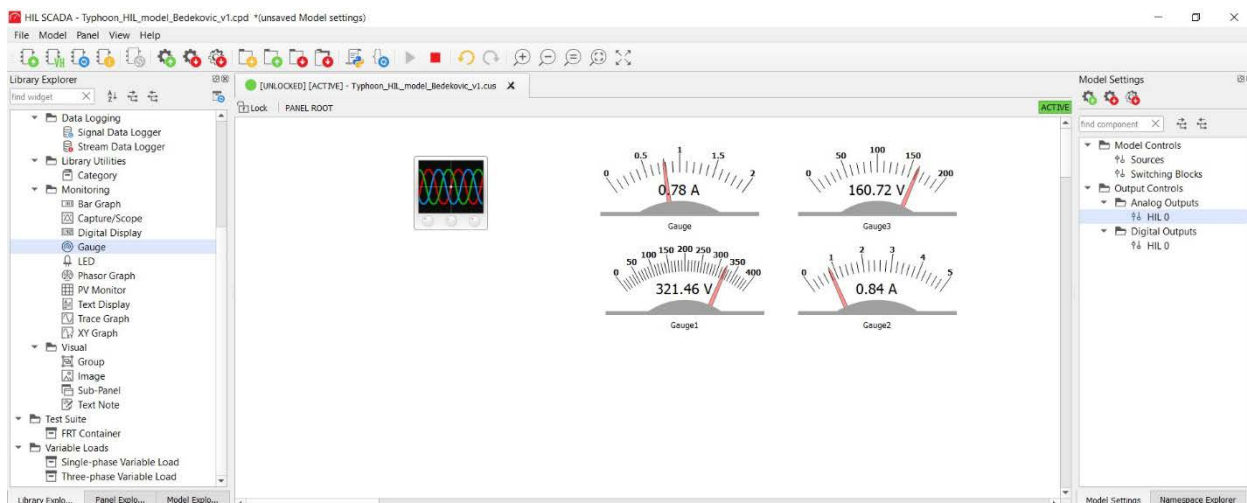 HIL SCADA - Typhoon_HIL_model_Bedekovic_v1.cpd *(unsaved Model settings)
File Model Panel View Help
Library Explorer
find widget
Data Logging
Signal Data Logger
Stream Data Logger
Library Utilities
Category
Monitoring
Bar Graph
Capture/Scope
Digital Display
Gauge
LED
Phasor Graph
PV Monitor
Text Display
Trace Graph
XY Graph
Visual
Group
Image
Sub-Panel
Text Note
Test Suite
FRT Container
Variable Loads
Single-phase Variable Load
Three-phase Variable Load
Library Explo... Panel Explo... Model Explo...
[UNLOCKED] [ACTIVE] - Typhoon_HIL_model_Bedekovic_v1.cus X
Lock PANEL ROOT ACTIVE
0 0.5 1 1.5 2
0.78 A
Gauge
0 50 100 150 200
160.72 V
Gauge3
0 50 100 150 200 250 300 350 400
321.46 V
Gauge1
0 1 2 3 4 5
0.84 A
Gauge2
Model Settings
find component
Model Controls
Sources
Switching Blocks
Output Controls
Analog Outputs
HIL 0
Digital Outputs
HIL 0
Model Settings Namespace Explorer